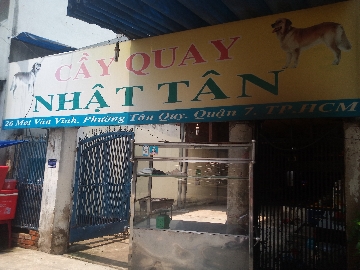 CẦY QUAY
NHẬT TÂN
26 Mai Văn Vĩnh, Phường Tân Quy, Quận 7, TP.HCM